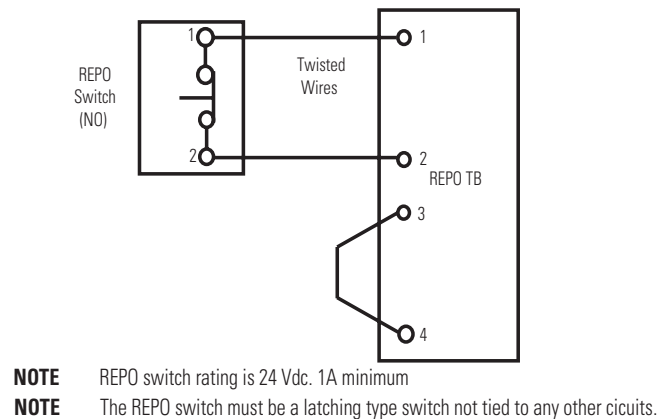 1
1
REPO
Switch
(NO)
Twisted
Wires
2
2
REPO TB
3
4
NOTE REPO switch rating is 24 Vdc. 1A minimum
NOTE The REPO switch must be a latching type switch not tied to any other cicuits.